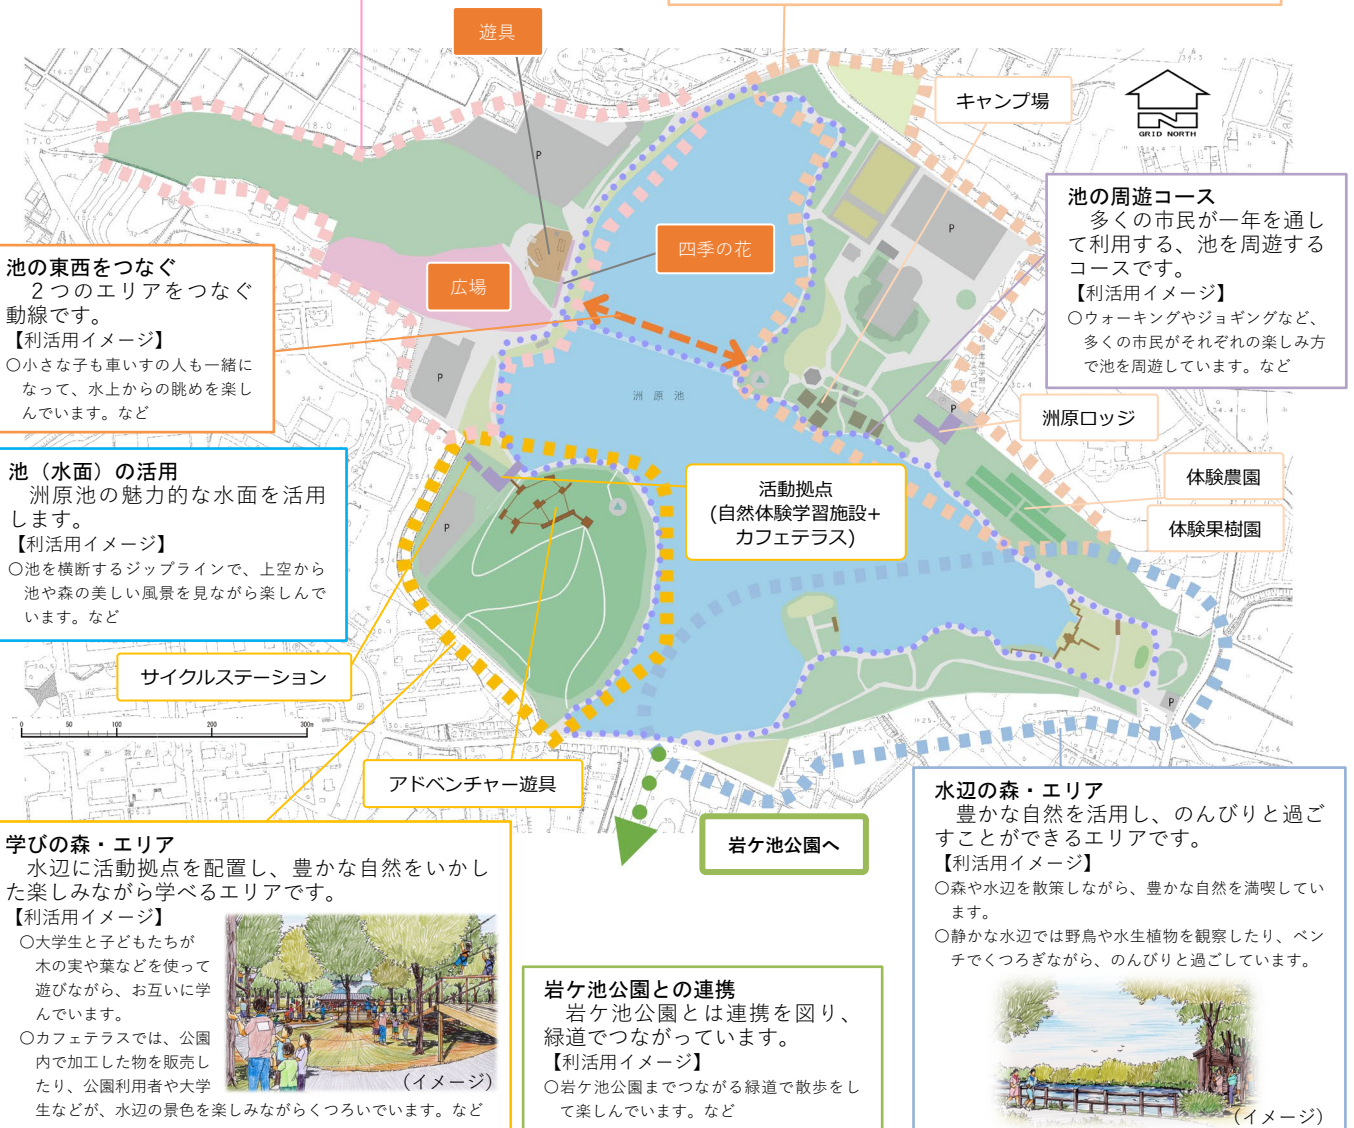 遊具
キャンプ場
GRID NORTH
P
池の周遊コース
多くの市民が一年を通し
て利用する、池を周遊する
コースです。
【利活用イメージ】
○ウォーキングやジョギングなど、
多くの市民がそれぞれの楽しみ方
で池を周遊しています。など
P
四季の花
広場
池の東西をつなぐ
２つのエリアをつなぐ
動線です。
【利活用イメージ】
○小さな子も車いすの人も一緒に
なって、水上からの眺めを楽し
んでいます。など
P
洲原池
P
洲原ロッジ
池（水面）の活用
洲原池の魅力的な水面を活用
します。
【利活用イメージ】
○池を横断するジップラインで、上空から
池や森の美しい風景を見ながら楽しんで
います。など
活動拠点
(自然体験学習施設+
カフェテラス)
体験農園
体験果樹園
P
サイクルステーション
P
0 50 100 200 300m
アドベンチャー遊具
岩ケ池公園へ
学びの森・エリア
水辺に活動拠点を配置し、豊かな自然をいかし
た楽しみながら学べるエリアです。
【利活用イメージ】
○大学生と子どもたちが
木の実や葉などを使って
遊びながら、お互いに学
んでいます。
○カフェテラスでは、公園
内で加工した物を販売し
たり、公園利用者や大学
生などが、水辺の景色を楽しみながらくつろいでいます。など
（イメージ）
岩ケ池公園との連携
岩ケ池公園とは連携を図り、
緑道でつながっています。
【利活用イメージ】
○岩ケ池公園までつながる緑道で散歩をし
て楽しんでいます。など
水辺の森・エリア
豊かな自然を活用し、のんびりと過ご
すことができるエリアです。
【利活用イメージ】
○森や水辺を散策しながら、豊かな自然を満喫してい
ます。
○静かな水辺では野鳥や水生植物を観察したり、ベン
チでくつろぎながら、のんびりと過ごしています。
（イメージ）